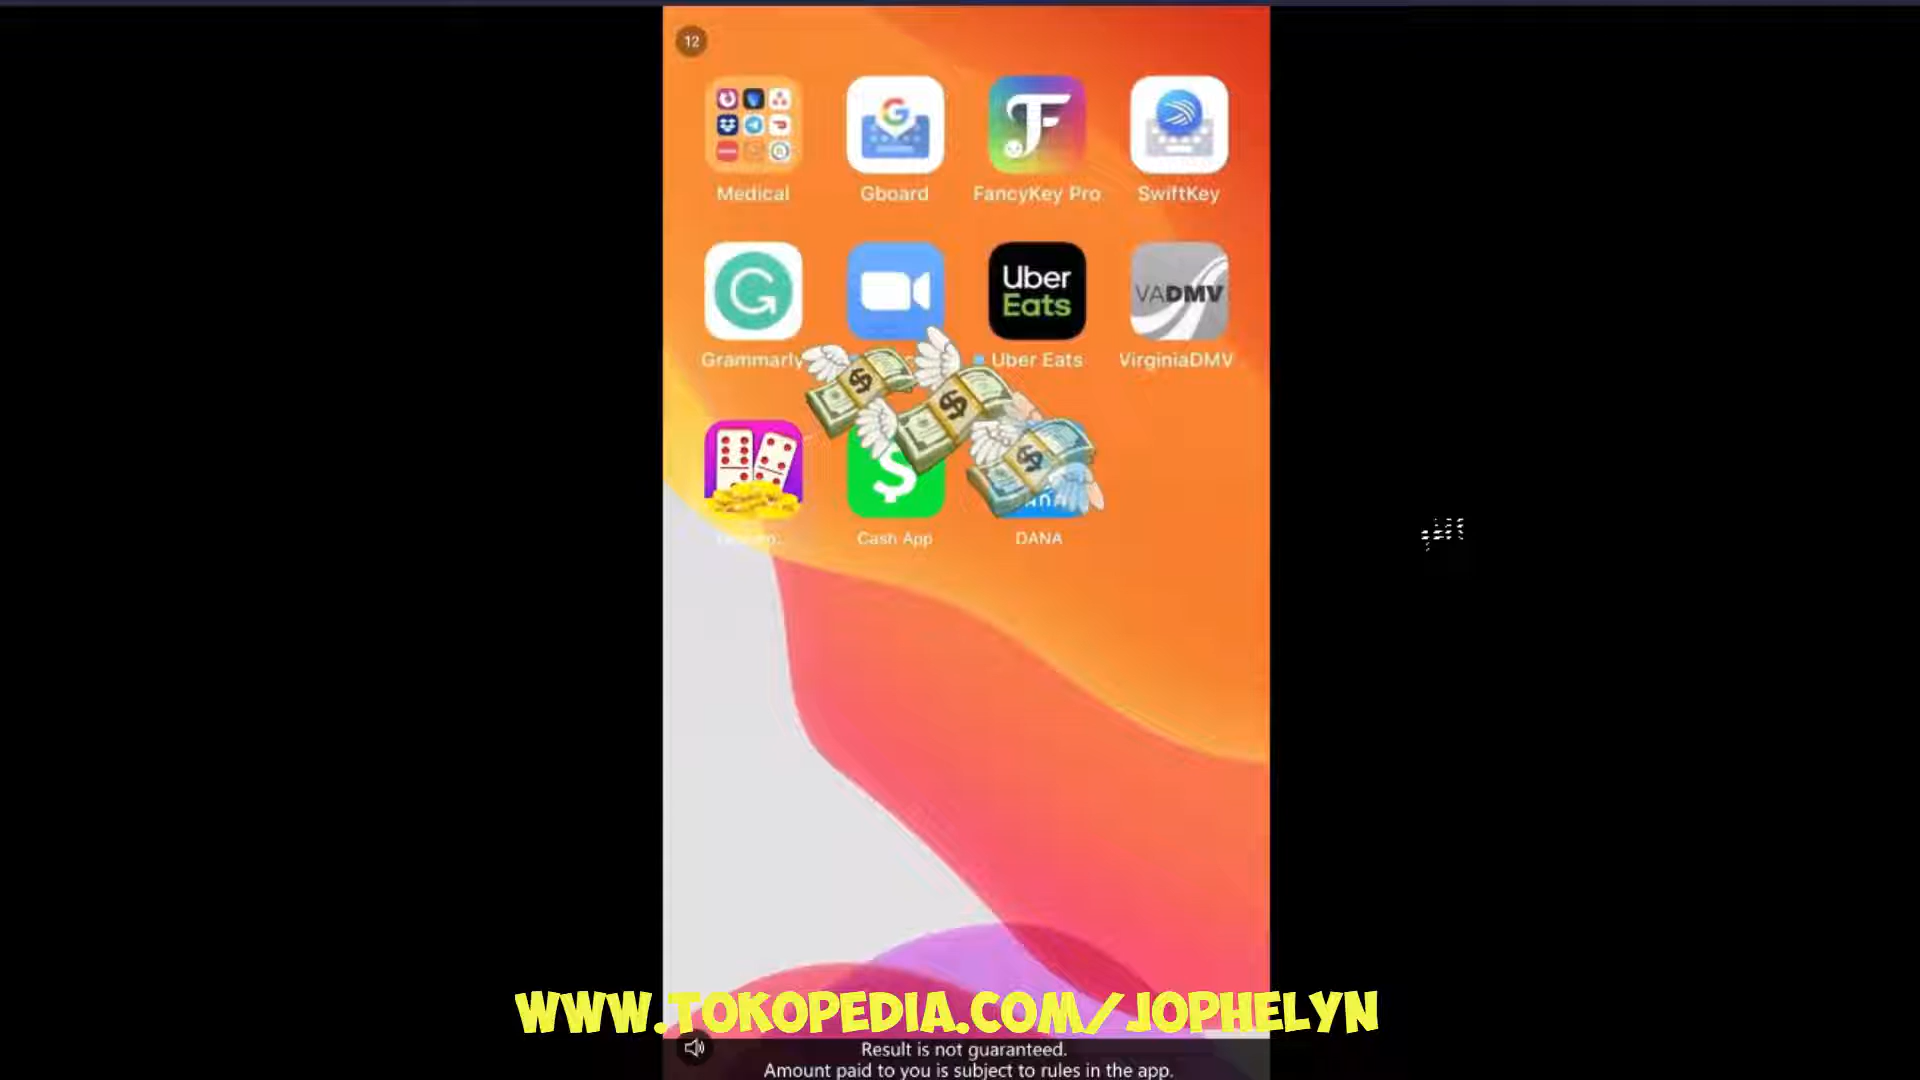 12
Medical
Gboard
FancyKey Pro
SwiftKey
Uber
Eats
VADMV
Grammarly
Uber Eats
VirginiaDMV
Cash App
DANA
WWW.TOKOPEDIA.COM/JOPHELYN
Result is not guaranteed.
Amount paid to you is subject to rules in the app.